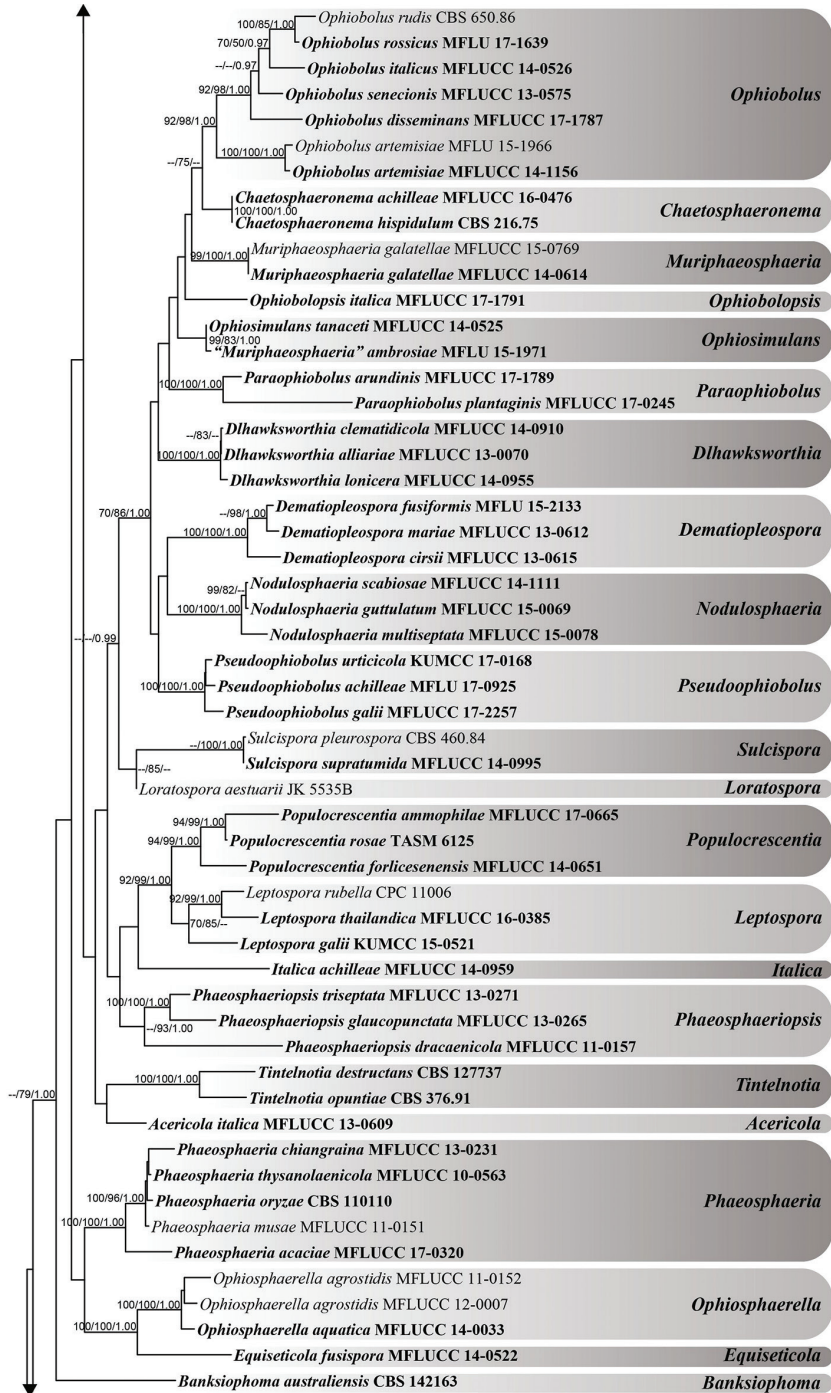 100/85/1.00
Ophiobolus rudis CBS 650.86
70/50/0.97
Ophiobolus rossicus MFLU 17-1639
--/--/0.97
Ophiobolus italicus MFLUCC 14-0526
92/98/1.00
Ophiobolus senecionis MFLUCC 13-0575
Ophiobolus
92/98/1.00
Ophiobolus disseminans MFLUCC 17-1787
Ophiobolus artemisiae MFLU 15-1966
100/100/1.00
--/75/--
Ophiobolus artemisiae MFLUCC 14-1156
Chaetosphaeronema achilleae MFLUCC 16-0476
100/100/1.00
Chaetosphaeronema
Chaetosphaeronema hispidulum CBS 216.75
Muriphaeosphaeria galatellae MFLUCC 15-0769
99/100/1.00
Muriphaeosphaeria
Muriphaeosphaeria galatellae MFLUCC 14-0614
Ophiobolopsis italica MFLUCC 17-1791
Ophiobolopsis
Ophiosimulans tanaceti MFLUCC 14-0525
99/83/1.00
Ophiosimulans
“Muriphaeosphaeria” ambrosiae MFLU 15-1971
Paraophiobolus arundinis MFLUCC 17-1789
100/100/1.00
Paraophiobolus
Paraophiobolus plantaginis MFLUCC 17-0245
--/83/--
Dlhawksworthia clematidicola MFLUCC 14-0910
100/100/1.00
Dlhawksworthia alliariae MFLUCC 13-0070
Dlhawksworthia
Dlhawksworthia lonicera MFLUCC 14-0955
70/86/1.00
--/98/1.00
Dematiopleospora fusiformis MFLU 15-2133
100/100/1.00
Dematiopleospora mariae MFLUCC 13-0612
Dematiopleospora
Dematiopleospora cirsii MFLUCC 13-0615
99/82/--
Nodulosphaeria scabiosae MFLUCC 14-1111
100/100/1.00
Nodulosphaeria guttulatum MFLUCC 15-0069
Nodulosphaeria
Nodulosphaeria multiseptata MFLUCC 15-0078
--/--/0.99
Pseudoophiobolus urticicola KUMCC 17-0168
100/100/1.00
Pseudoophiobolus achilleae MFLU 17-0925
Pseudoophiobolus
Pseudoophiobolus galii MFLUCC 17-2257
--/100/1.00
Sulcispora pleurospora CBS 460.84
Sulcispora
Sulcispora supratumida MFLUCC 14-0995
--/85/--
Loratospora aestuarii JK 5535B
Loratospora
Populocrescentia ammophilae MFLUCC 17-0665
94/99/1.00
Populocrescentia rosae TASM 6125
Populocrescentia
94/99/1.00
Populocrescentia forlicesenensis MFLUCC 14-0651
92/99/1.00
Leptospora rubella CPC 11006
92/99/1.00
Leptospora thailandica MFLUCC 16-0385
Leptospora
70/85/--
Leptospora galii KUMCC 15-0521
Italica achilleae MFLUCC 14-0959
Italica
100/100/1.00
Phaeosphaeriopsis triseptata MFLUCC 13-0271
Phaeosphaeriopsis glaucopunctata MFLUCC 13-0265
Phaeosphaeriopsis
--/93/1.00
Phaeosphaeriopsis dracaenicola MFLUCC 11-0157
--/79/1.00
Tintelnotia destructans CBS 127737
100/100/1.00
Tintelnotia
Tintelnotia opuntiae CBS 376.91
Acericola italica MFLUCC 13-0609
Acericola
Phaeosphaeria chiangraina MFLUCC 13-0231
Phaeosphaeria thysanolaenicola MFLUCC 10-0563
100/96/1.00
Phaeosphaeria oryzae CBS 110110
Phaeosphaeria
Phaeosphaeria musae MFLUCC 11-0151
100/100/1.00
Phaeosphaeria acaciae MFLUCC 17-0320
Ophiosphaerella agrostidis MFLUCC 11-0152
100/100/1.00
Ophiosphaerella agrostidis MFLUCC 12-0007
Ophiosphaerella
Ophiosphaerella aquatica MFLUCC 14-0033
100/100/1.00
Equiseticola fusispora MFLUCC 14-0522
Equiseticola
Banksiophoma australiensis CBS 142163
Banksiophoma